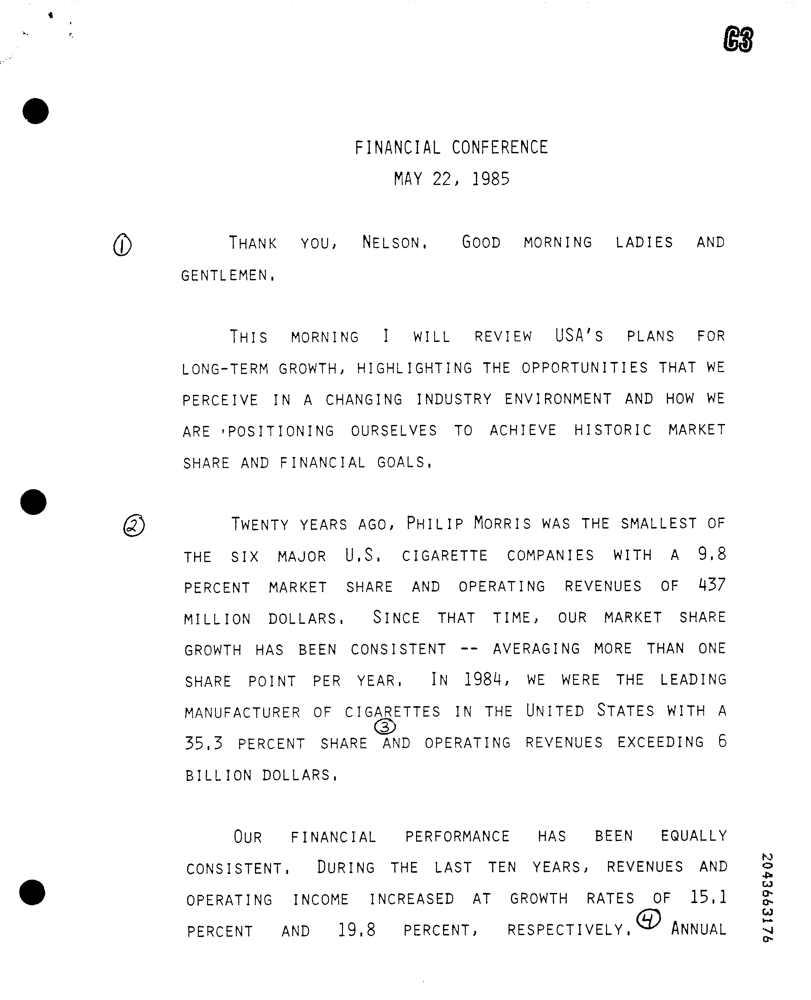 C3
FINANCIAL CONFERENCE
MAY 22, 1985
① THANK YOU, NELSON. GOOD MORNING LADIES AND
GENTLEMEN.
THIS MORNING I WILL REVIEW USA'S PLANS FOR
LONG-TERM GROWTH, HIGHLIGHTING THE OPPORTUNITIES THAT WE
PERCEIVE IN A CHANGING INDUSTRY ENVIRONMENT AND HOW WE
ARE POSITIONING OURSELVES TO ACHIEVE HISTORIC MARKET
SHARE AND FINANCIAL GOALS.
② TWENTY YEARS AGO, PHILIP MORRIS WAS THE SMALLEST OF
THE SIX MAJOR U.S. CIGARETTE COMPANIES WITH A 9.8
PERCENT MARKET SHARE AND OPERATING REVENUES OF 437
MILLION DOLLARS. SINCE THAT TIME, OUR MARKET SHARE
GROWTH HAS BEEN CONSISTENT -- AVERAGING MORE THAN ONE
SHARE POINT PER YEAR. IN 1984, WE WERE THE LEADING
MANUFACTURER OF CIGARETTES IN THE UNITED STATES WITH A
35.3 PERCENT SHARE ③ AND OPERATING REVENUES EXCEEDING 6
BILLION DOLLARS.
OUR FINANCIAL PERFORMANCE HAS BEEN EQUALLY
CONSISTENT. DURING THE LAST TEN YEARS, REVENUES AND
OPERATING INCOME INCREASED AT GROWTH RATES OF 15.1
PERCENT AND 19.8 PERCENT, RESPECTIVELY. ④ ANNUAL
2043663176